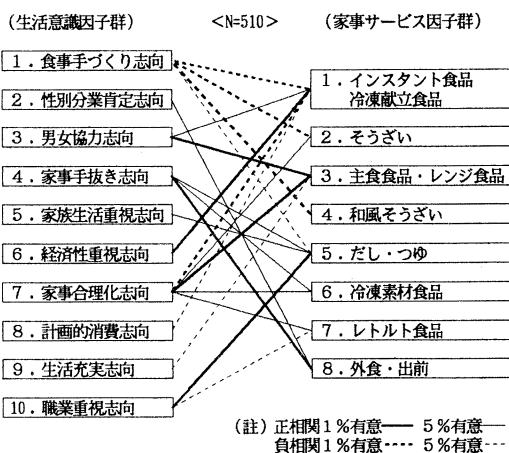 (生活意識因子群) <N=510> (家事サービス因子群)
1．食事手づくり志向
2．性別分業肯定志向
3．男女協力志向
4．家事手抜き志向
5．家族生活重視志向
6．経済性重視志向
7．家事合理化志向
8．計画的消費志向
9．生活充実志向
10．職業重視志向
1．インスタント食品
冷凍献立食品
2．そうざい
3．主食食品・レンジ食品
4．和風そうざい
5．だし・つゆ
6．冷凍素材食品
7．レトルト食品
8．外食・出前
(註) 正相関1％有意 5％有意
負相関1％有意 5％有意